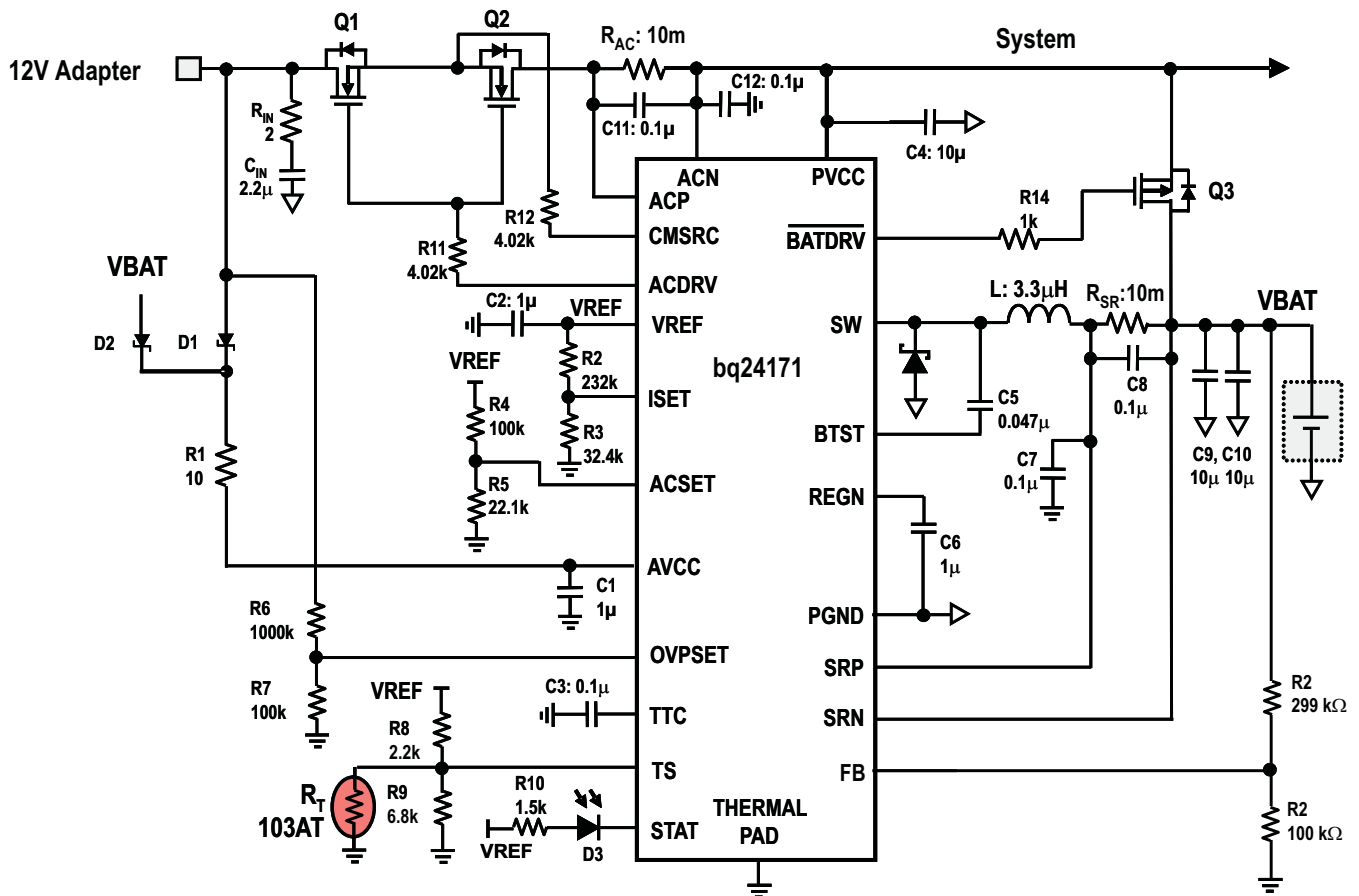 Q1
Q2
12V Adapter
R_AC: 10m
System
R_IN
2
C_IN
2.2μ
C12: 0.1µ
C11: 0.1µ
C4: 10µ
ACN
PVCC
ACP
R12
4.02k
CMSRC
R11
4.02k
ACDRV
BATDRV
R14
1k
Q3
VBAT
D2
D1
C2: 1µ
VREF
VREF
VREF
R2
232k
ISET
R3
32.4k
R4
100k
R5
22.1k
ACSET
bq24171
SW
L: 3.3μH
R_SR:10m
VBAT
C8
0.1μ
C5
0.047μ
BTST
C7
0.1μ
C9, C10
10μ 10μ
R1
10
REGN
C6
1μ
AVCC
C1
1µ
PGND
R6
1000k
OVPSET
SRP
R7
100k
C3: 0.1μ
TTC
SRN
VREF
R8
2.2k
TS
FB
R2
299 kΩ
R_T
103AT
R9
6.8k
R10
1.5k
VREF
D3
STAT
THERMAL
PAD
R2
100 kΩ